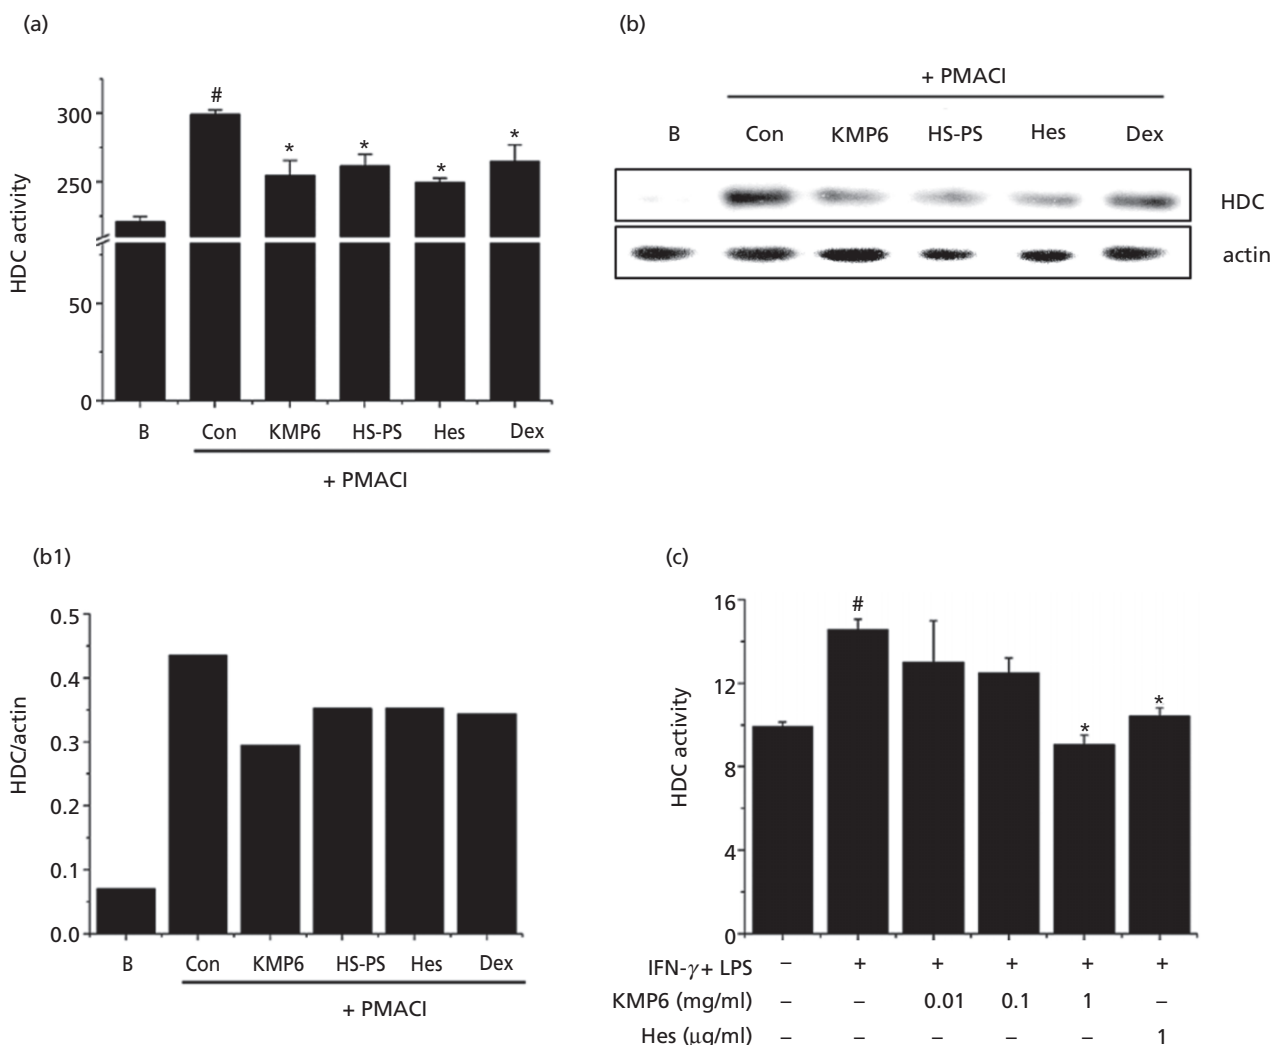 (a)
300
250
50
0
HDC activity
#
*
*
*
*
B Con KMP6 HS-PS Hes Dex
+ PMACI
(b)
+ PMACI
B Con KMP6 HS-PS Hes Dex
HDC
actin
(b1)
0.5
0.4
0.3
0.2
0.1
0.0
HDC/actin
B Con KMP6 HS-PS Hes Dex
+ PMACI
(c)
16
12
8
4
0
HDC activity
#
*
*
IFN-γ+ LPS – + + + + +
KMP6 (mg/ml) – – 0.01 0.1 1 –
Hes (μg/ml) – – – – – 1